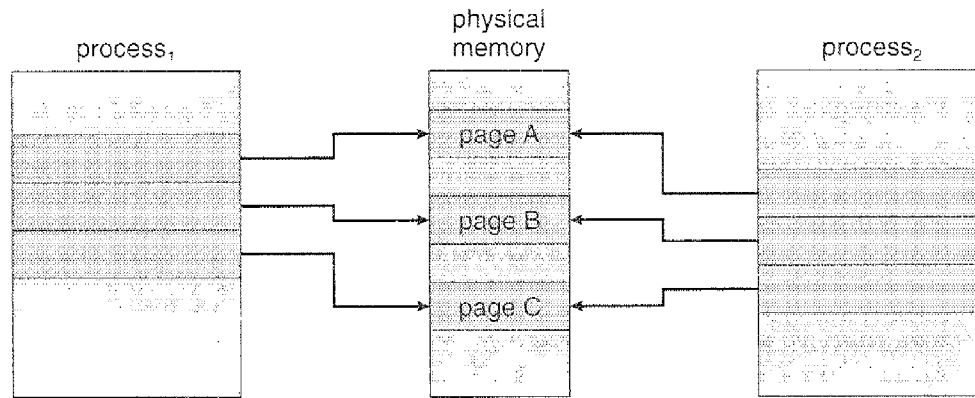 physical
memory
process₁
process₂
page A
page B
page C